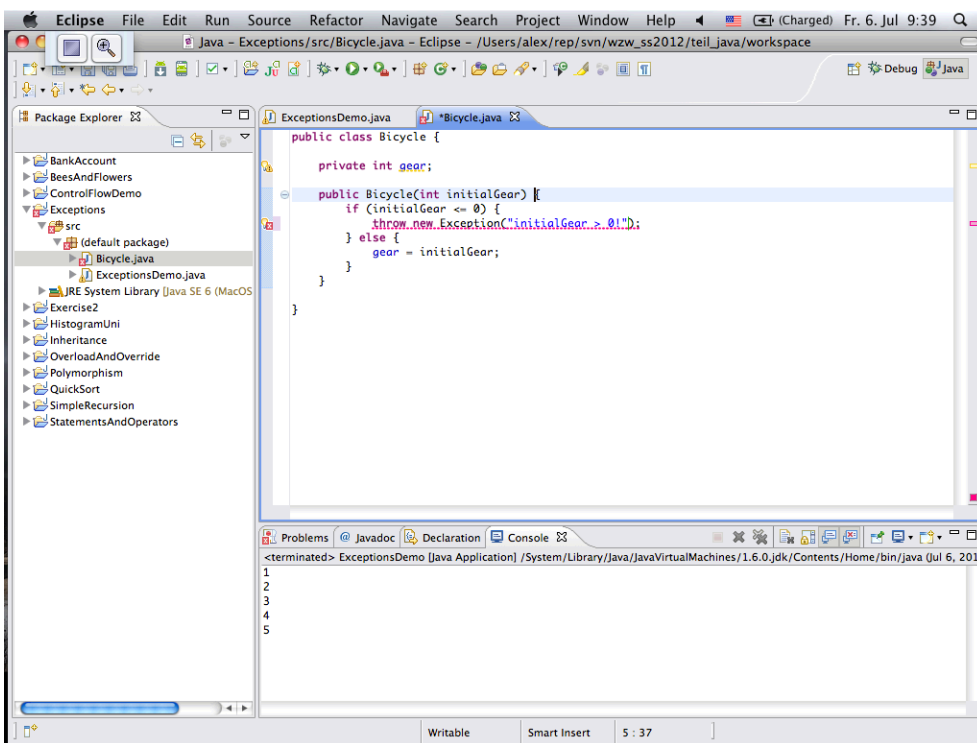 Eclipse File Edit Run Source Refactor Navigate Search Project Window Help (Charged) Fr. 6. Jul 9:39
Java – Exceptions/src/Bicycle.java – Eclipse – /Users/alex/rep/svn/wzw_ss2012/teil_java/workspace
Debug Java
Package Explorer
BankAccount
BeesAndFlowers
ControlFlowDemo
Exceptions
src
(default package)
Bicycle.java
ExceptionsDemo.java
JRE System Library [Java SE 6 (MacOS
Exercise2
HistogramUni
Inheritance
OverloadAndOverride
Polymorphism
QuickSort
SimpleRecursion
StatementsAndOperators
ExceptionsDemo.java *Bicycle.java
public class Bicycle {
private int gear;
public Bicycle(int initialGear) {
if (initialGear <= 0) {
throw new Exception("initialGear > 0!");
} else {
gear = initialGear;
}
}
}
Problems @ Javadoc Declaration Console
<terminated> ExceptionsDemo [Java Application] /System/Library/Java/JavaVirtualMachines/1.6.0.jdk/Contents/Home/bin/java (Jul 6, 201
1
2
3
4
5
Writable Smart Insert 5 : 37